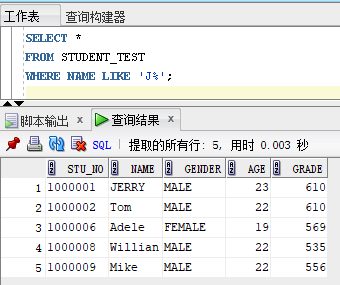 工作表 查询构建器
SELECT *
FROM STUDENT_TEST
WHERE NAME LIKE 'J%';
脚本输出 x 查询结果 x
SQL | 提取的所有行: 5, 用时 0.003 秒
STU_NO NAME GENDER AGE GRADE
1 1000001 JERRY MALE 23 610
2 1000002 Tom MALE 22 610
3 1000006 Adele FEMALE 19 569
4 1000008 Willian MALE 22 535
5 1000009 Mike MALE 22 556